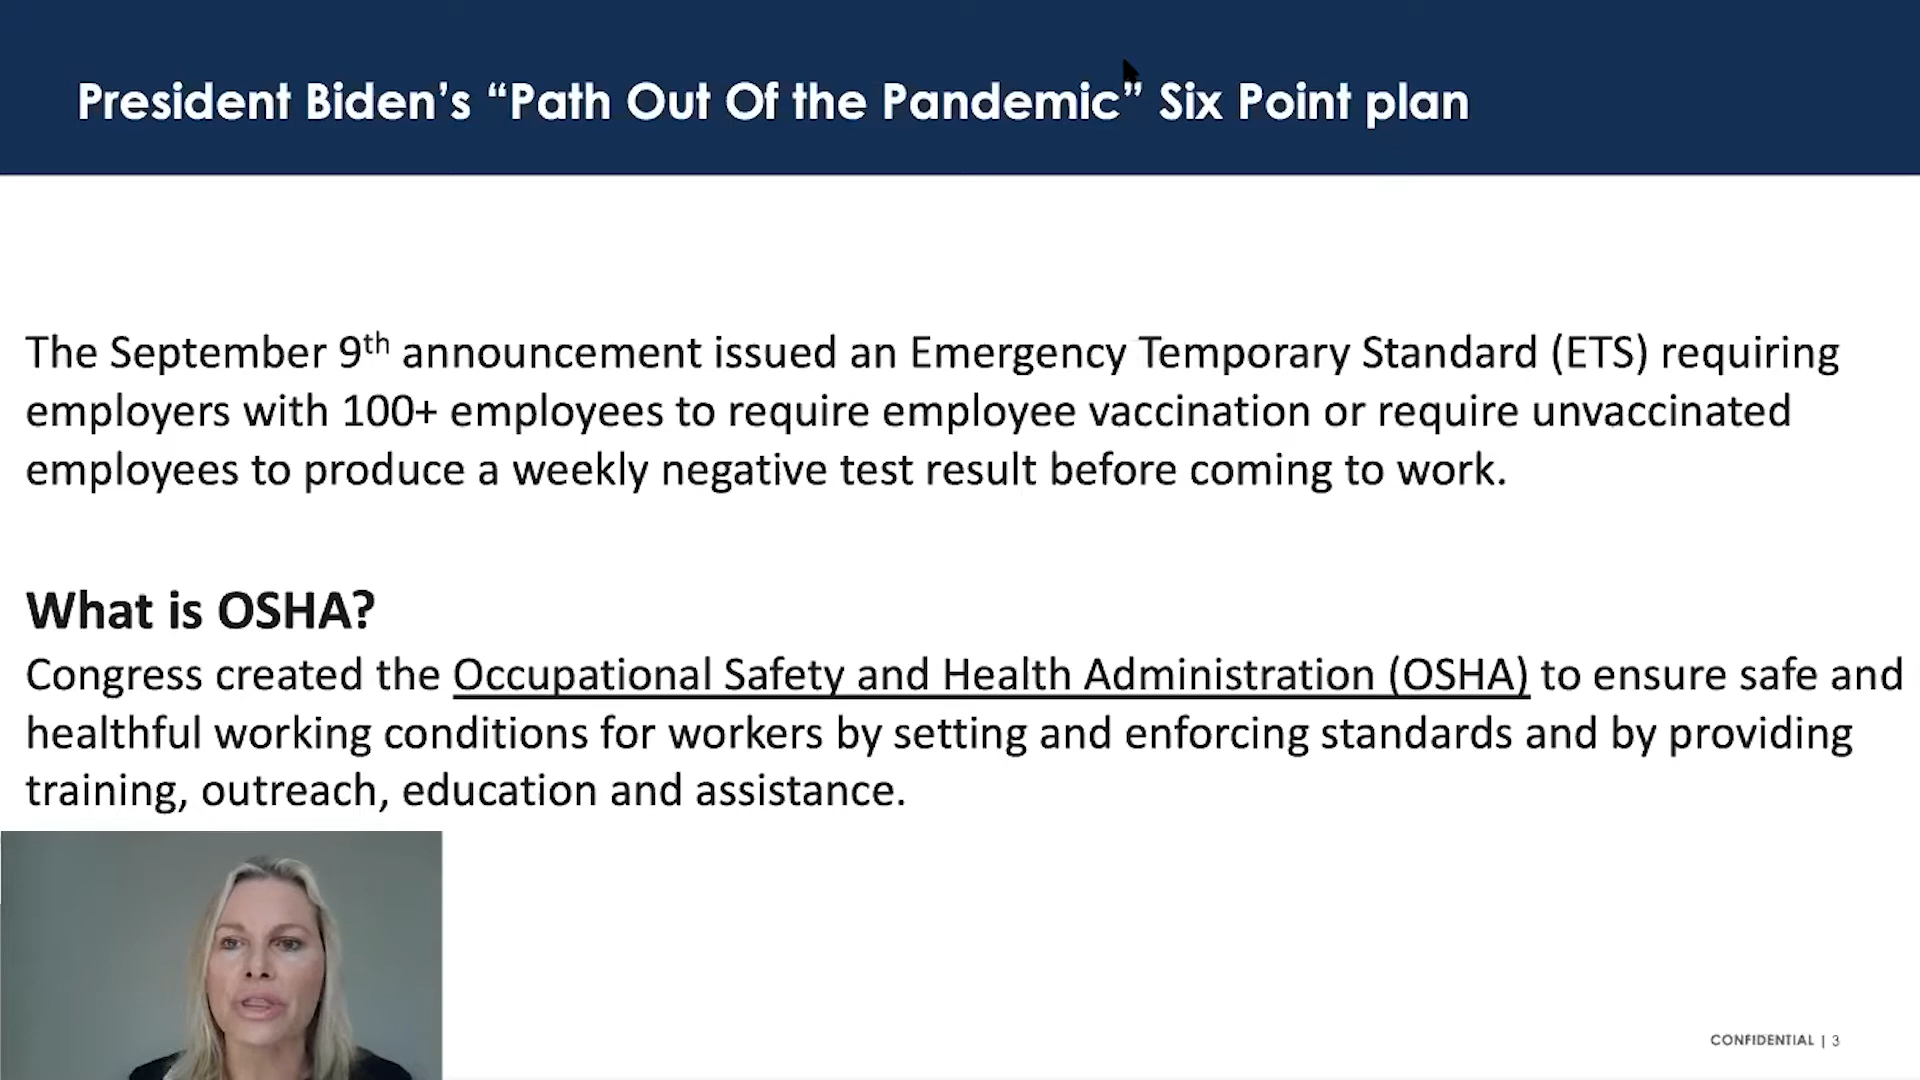 President Biden’s “Path Out Of the Pandemic” Six Point plan
The September 9th announcement issued an Emergency Temporary Standard (ETS) requiring
employers with 100+ employees to require employee vaccination or require unvaccinated
employees to produce a weekly negative test result before coming to work.
What is OSHA?
Congress created the Occupational Safety and Health Administration (OSHA) to ensure safe and
healthful working conditions for workers by setting and enforcing standards and by providing
training, outreach, education and assistance.
CONFIDENTIAL | 3